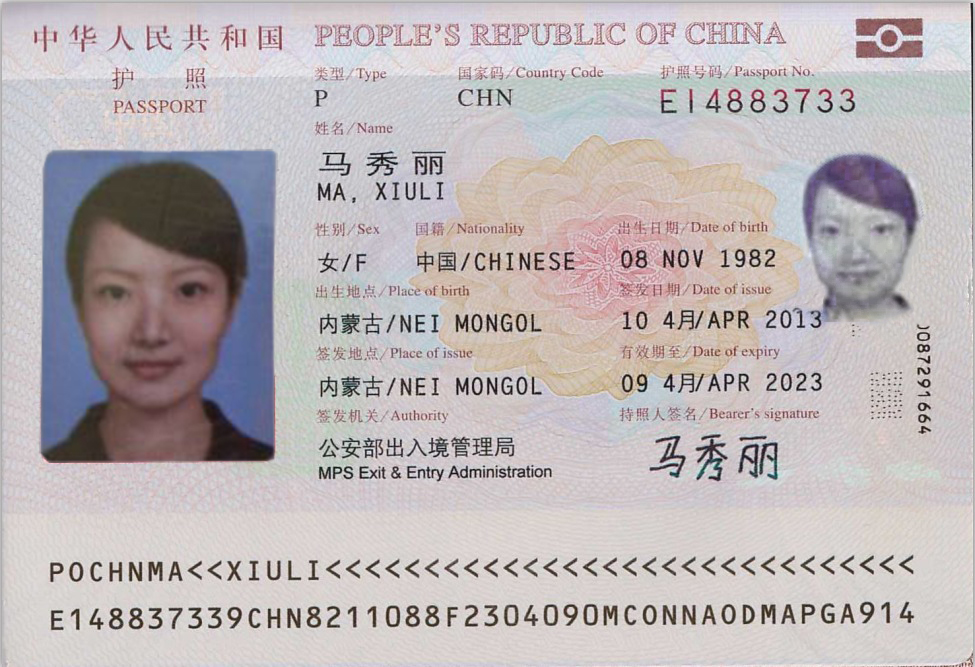 中华人民共和国 PEOPLE'S REPUBLIC OF CHINA
护 照
PASSPORT
类型/Type 国家码/Country Code 护照号码/Passport No.
P CHN E14883733
姓名/Name
马秀丽
MA, XIULI
性别/Sex 国籍/Nationality 出生日期/Date of birth
女/F 中国/CHINESE 08 NOV 1982
出生地点/Place of birth 签发日期/Date of issue
内蒙古/NEI MONGOL 10 4月/APR 2013
签发地点/Place of issue 有效期至/Date of expiry
内蒙古/NEI MONGOL 09 4月/APR 2023
签发机关/Authority 持照人签名/Bearer's signature
公安部出入境管理局 马秀丽
MPS Exit & Entry Administration
J087291664
POCHNMA<<XIULI<<<<<<<<<<<<<<<<<<<<<<<<<<<<<<
E148837339CHN8211088F2304090MCONNAODMAPGA914